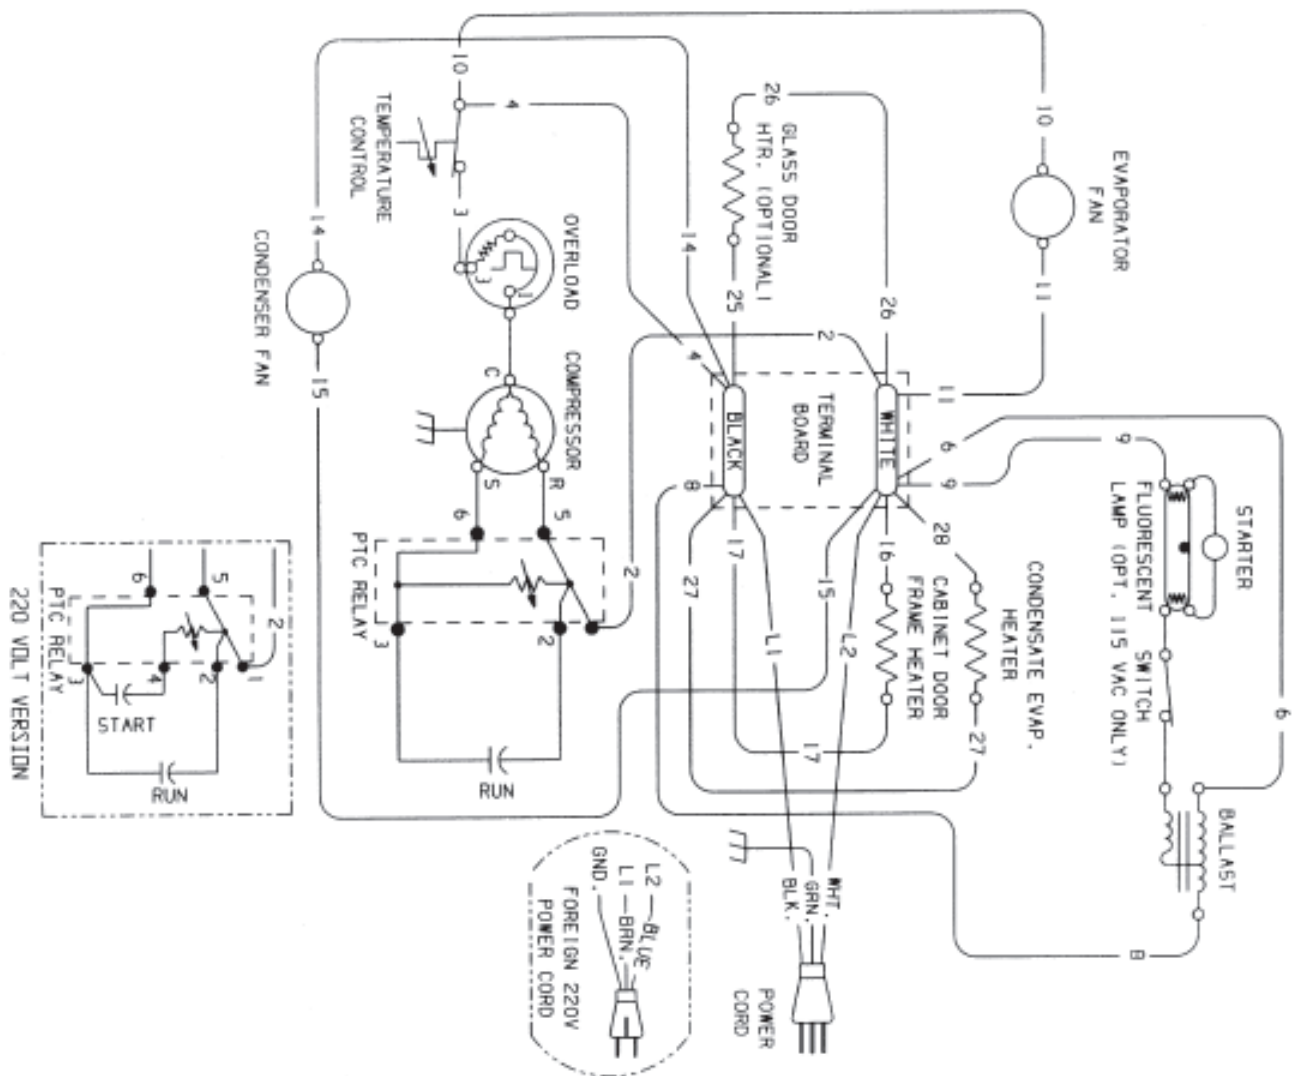 10
4
TEMPERATURE
CONTROL
3
14
CONDENSER FAN
15
OVERLOAD
3
1
COMPRESSOR
C
S
R
6
5
PTC RELAY
3
2
2
RUN
26
GLASS DOOR
HTR. (OPTIONAL)
25
26
14
4
2
BLACK
TERMINAL
BOARD
WHITE
10
EVAPORATOR
FAN
11
11
6
9
9
8
17
27
L1
15
L2
16
28
CABINET DOOR
FRAME HEATER
CONDENSATE EVAP.
HEATER
27
17
STARTER
FLUORESCENT
LAMP (OPT. 115 VAC ONLY)
SWITCH
BALLAST
6
8
WHT.
GRN.
BLK.
POWER
CORD
L2 BLUE
L1 BRN.
GND.
FOREIGN 220V
POWER CORD
6
5
2
PTC RELAY
3
4
2
1
START
RUN
220 VOLT VERSION